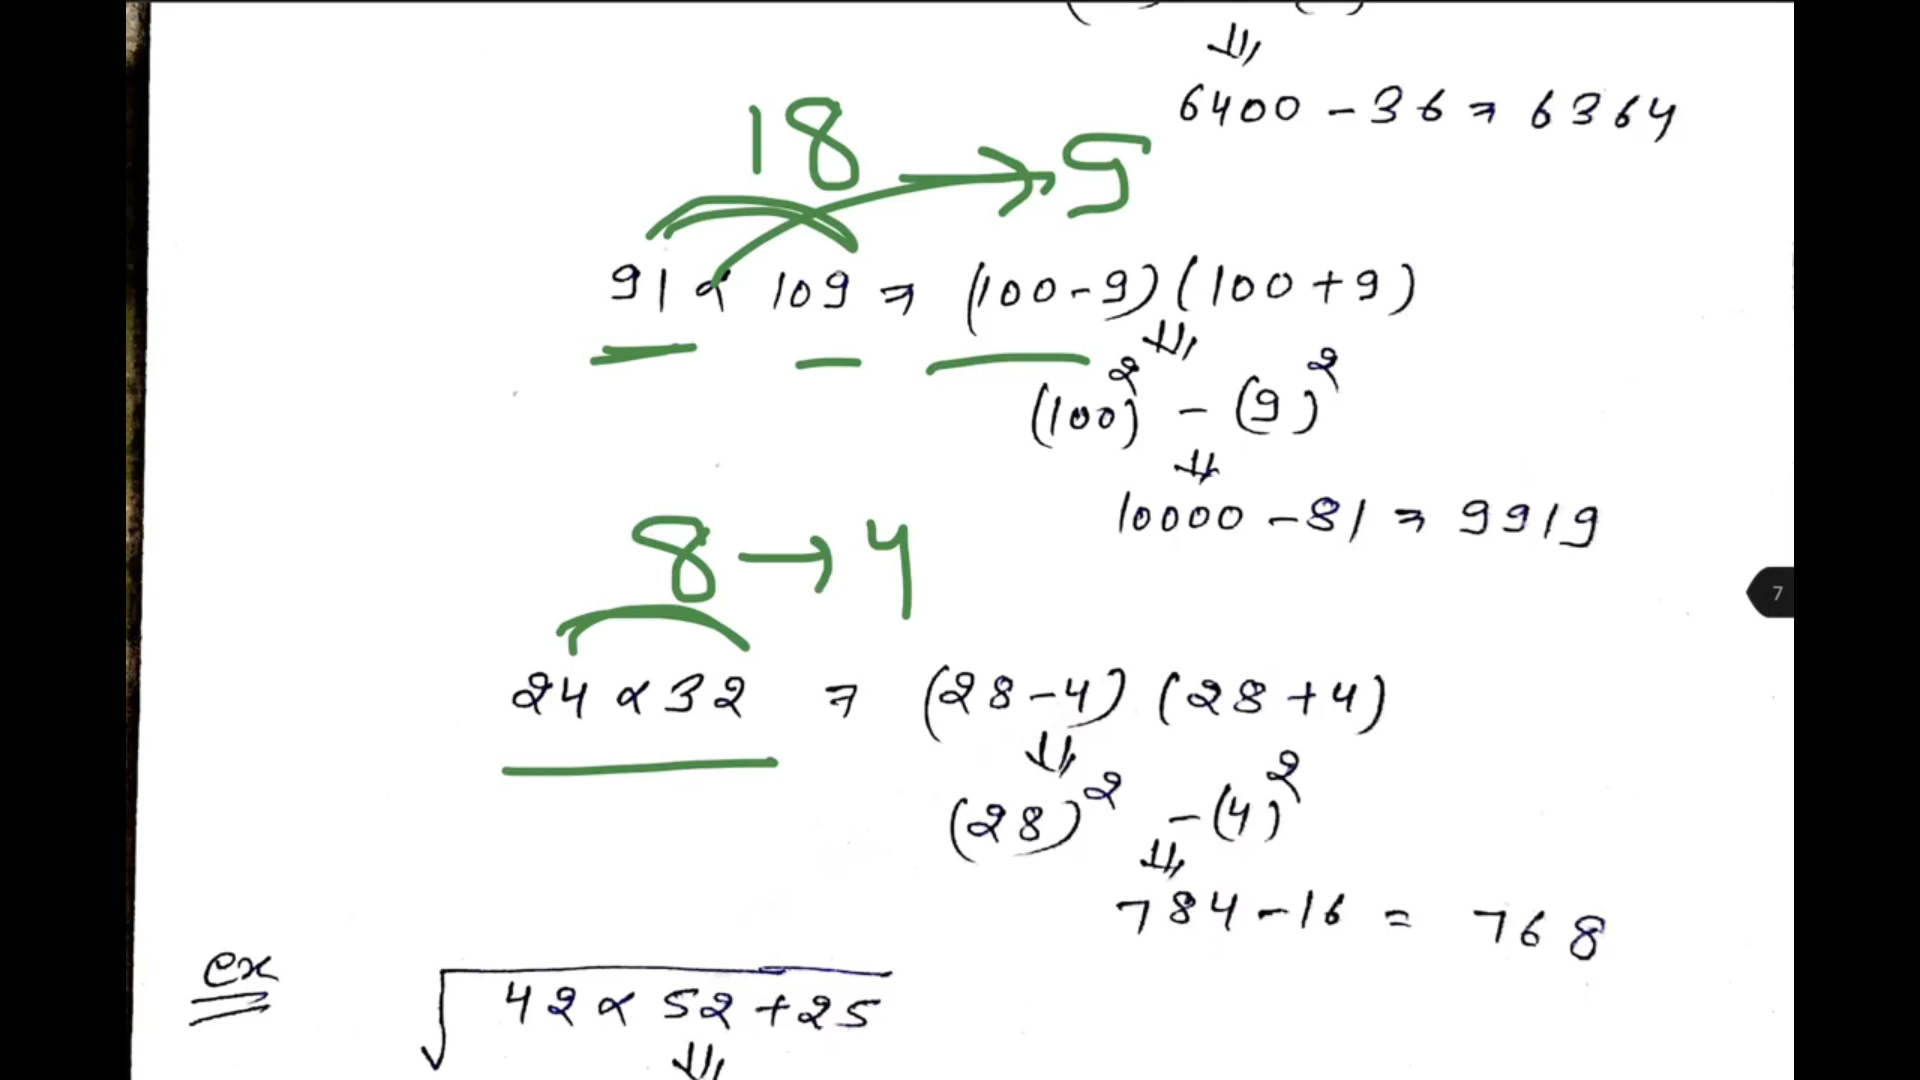 6400 - 36 = 6364
18 → 9
91 × 109 = (100 - 9) (100 + 9)
(100)² - (9)²
10000 - 81 = 9919
8 → 4
24 × 32 = (28 - 4) (28 + 4)
(28)² - (4)²
784 - 16 = 768
ex √42 × 52 + 25
7